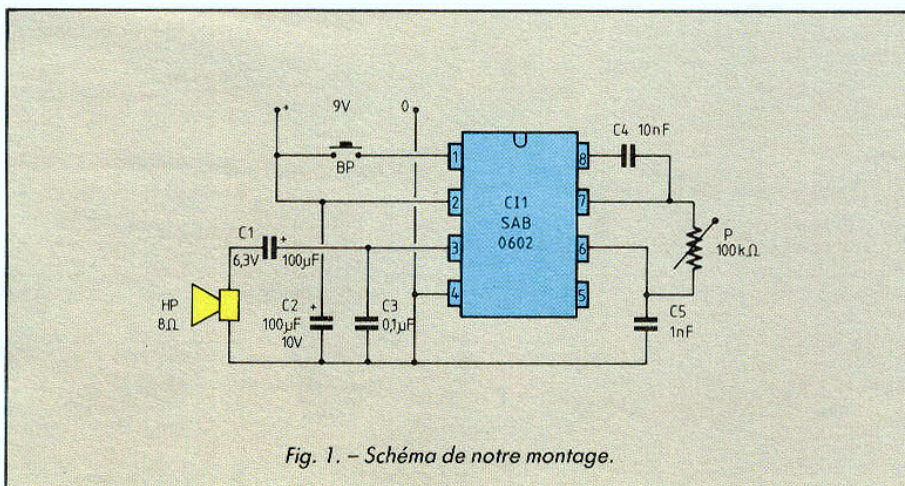 + 9V 0
BP
C1
6,3V
+
100µF
HP
8Ω
C2
+
100µF
10V
C3
0,1µF
1
2
3
4
CI1
SAB
0602
8
7
6
5
C4 10nF
P
100kΩ
C5
1nF
Fig. 1. – Schéma de notre montage.